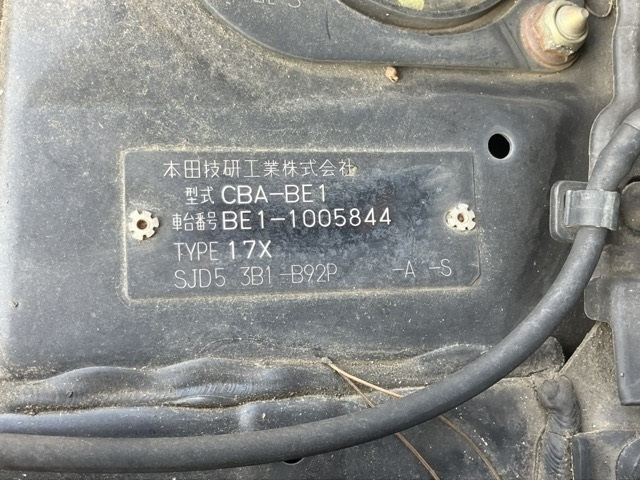 本田技研工業株式会社
型式 CBA-BE1
車台番号 BE1-1005844
TYPE 17X
SJD5 3B1-B92P -A -S